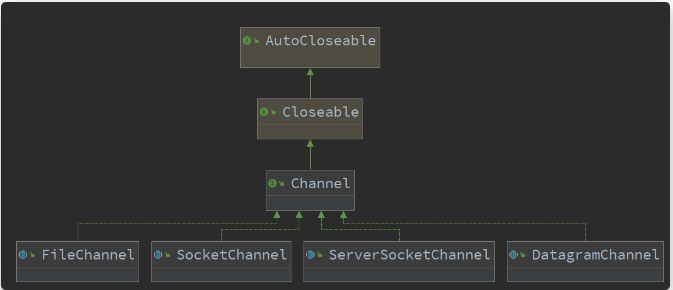 AutoCloseable
Closeable
Channel
FileChannel SocketChannel ServerSocketChannel DatagramChannel